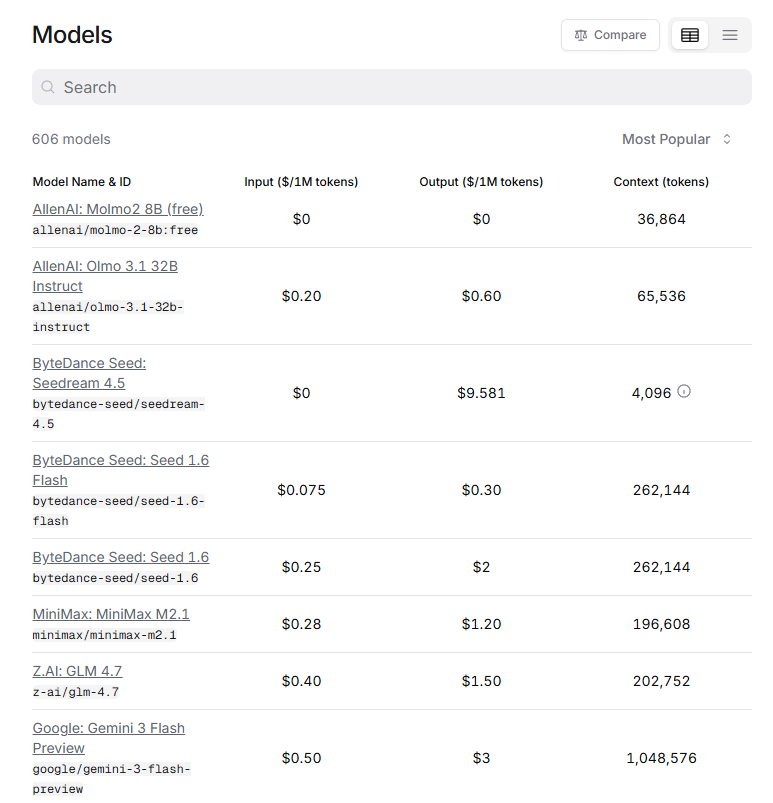 Models
Compare
Search
606 models
Most Popular
Model Name & ID Input ($/1M tokens) Output ($/1M tokens) Context (tokens)
AllenAI: Molmo2 8B (free)
allenai/molmo-2-8b:free
$0 $0 36,864
AllenAI: Olmo 3.1 32B
Instruct
allenai/olmo-3.1-32b-
instruct
$0.20 $0.60 65,536
ByteDance Seed:
Seedream 4.5
bytedance-seed/seedream-
4.5
$0 $9.581 4,096
ByteDance Seed: Seed 1.6
Flash
bytedance-seed/seed-1.6-
flash
$0.075 $0.30 262,144
ByteDance Seed: Seed 1.6
bytedance-seed/seed-1.6
$0.25 $2 262,144
MiniMax: MiniMax M2.1
minimax/minimax-m2.1
$0.28 $1.20 196,608
Z.AI: GLM 4.7
z-ai/glm-4.7
$0.40 $1.50 202,752
Google: Gemini 3 Flash
Preview
google/gemini-3-flash-
preview
$0.50 $3 1,048,576